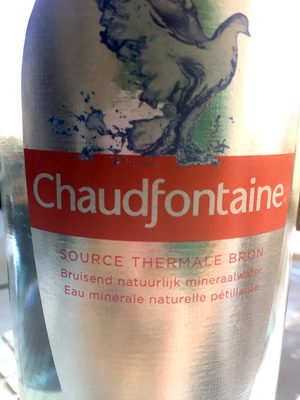 Chaudfontaine
SOURCE THERMALE BRON
Bruisend natuurlijk mineraalwater
Eau minérale naturelle pétillante